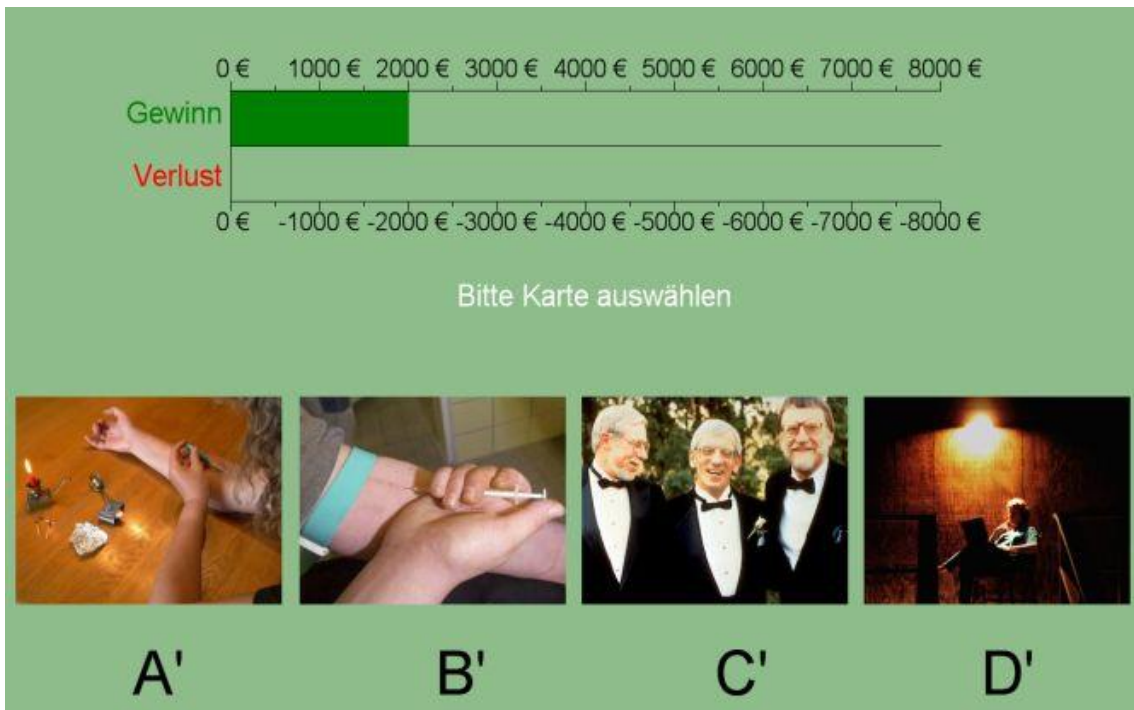 0 € 1000 € 2000 € 3000 € 4000 € 5000 € 6000 € 7000 € 8000 €
Gewinn
Verlust
0 € -1000 € -2000 € -3000 € -4000 € -5000 € -6000 € -7000 € -8000 €
Bitte Karte auswählen
A' B' C' D'